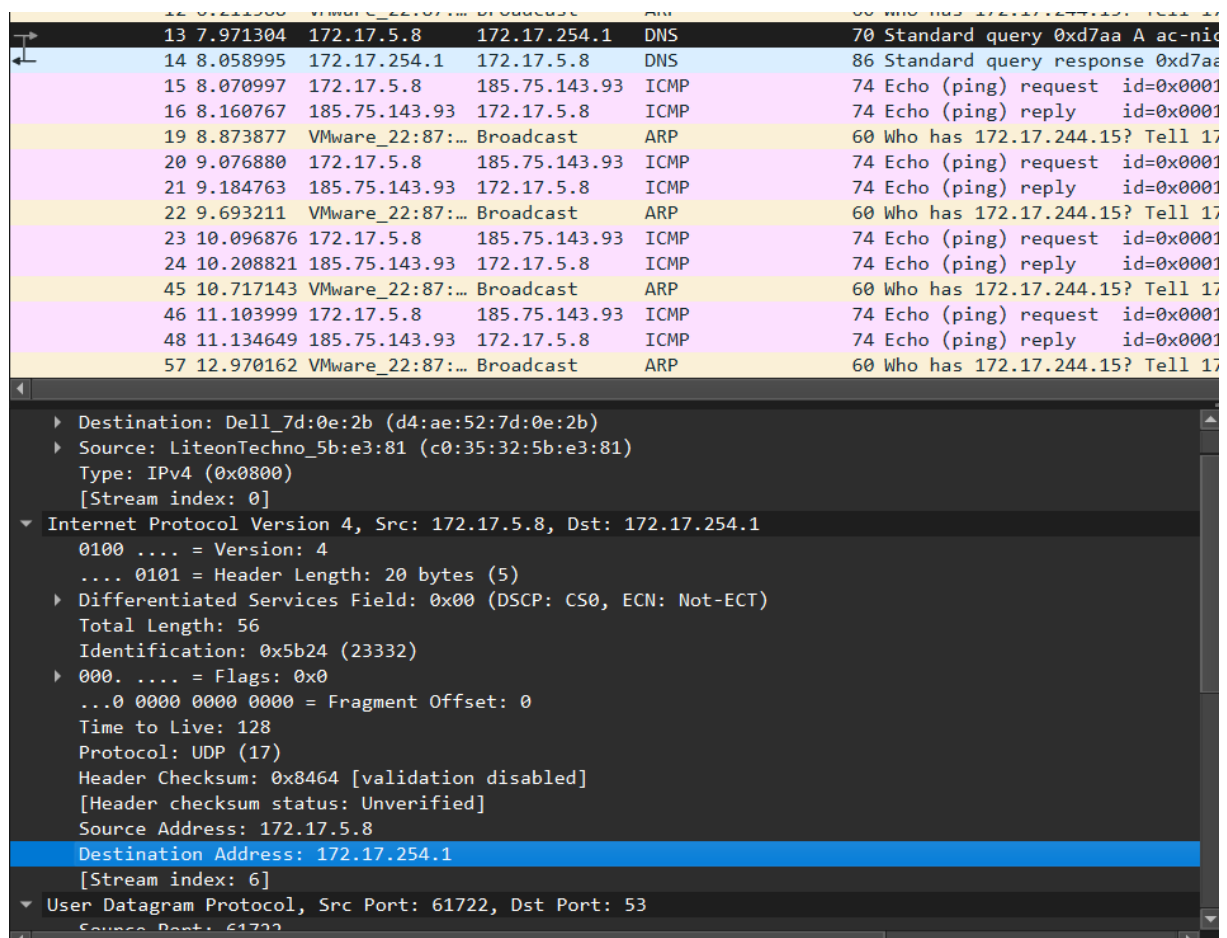 13 7.971304 172.17.5.8 172.17.254.1 DNS 70 Standard query 0xd7aa A ac-nic
14 8.058995 172.17.254.1 172.17.5.8 DNS 86 Standard query response 0xd7aa
15 8.070997 172.17.5.8 185.75.143.93 ICMP 74 Echo (ping) request id=0x0001
16 8.160767 185.75.143.93 172.17.5.8 ICMP 74 Echo (ping) reply id=0x0001
19 8.873877 VMware_22:87:… Broadcast ARP 60 Who has 172.17.244.15? Tell 17
20 9.076880 172.17.5.8 185.75.143.93 ICMP 74 Echo (ping) request id=0x0001
21 9.184763 185.75.143.93 172.17.5.8 ICMP 74 Echo (ping) reply id=0x0001
22 9.693211 VMware_22:87:… Broadcast ARP 60 Who has 172.17.244.15? Tell 17
23 10.096876 172.17.5.8 185.75.143.93 ICMP 74 Echo (ping) request id=0x0001
24 10.208821 185.75.143.93 172.17.5.8 ICMP 74 Echo (ping) reply id=0x0001
45 10.717143 VMware_22:87:… Broadcast ARP 60 Who has 172.17.244.15? Tell 17
46 11.103999 172.17.5.8 185.75.143.93 ICMP 74 Echo (ping) request id=0x0001
48 11.134649 185.75.143.93 172.17.5.8 ICMP 74 Echo (ping) reply id=0x0001
57 12.970162 VMware_22:87:… Broadcast ARP 60 Who has 172.17.244.15? Tell 17
Destination: Dell_7d:0e:2b (d4:ae:52:7d:0e:2b)
Source: LiteonTechno_5b:e3:81 (c0:35:32:5b:e3:81)
Type: IPv4 (0x0800)
[Stream index: 0]
Internet Protocol Version 4, Src: 172.17.5.8, Dst: 172.17.254.1
0100 .... = Version: 4
.... 0101 = Header Length: 20 bytes (5)
Differentiated Services Field: 0x00 (DSCP: CS0, ECN: Not-ECT)
Total Length: 56
Identification: 0x5b24 (23332)
000. .... = Flags: 0x0
...0 0000 0000 0000 = Fragment Offset: 0
Time to Live: 128
Protocol: UDP (17)
Header Checksum: 0x8464 [validation disabled]
[Header checksum status: Unverified]
Source Address: 172.17.5.8
Destination Address: 172.17.254.1
[Stream index: 6]
User Datagram Protocol, Src Port: 61722, Dst Port: 53
Source Port: 61722